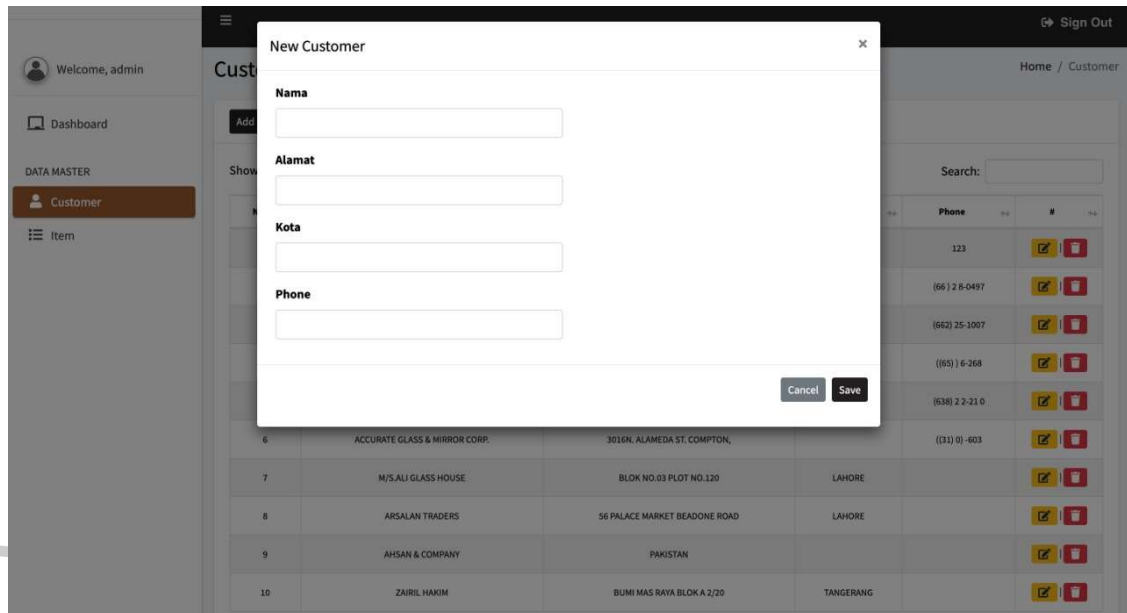 Sign Out
New Customer ×
Welcome, admin
Home / Customer
Nama
Dashboard
Alamat
DATA MASTER
Search:
Customer
Phone #
Kota
Item
123
Phone
(66 ) 2 8-0497
(662) 25-1007
((65) ) 6-268
Cancel Save
(638) 2 2-21 0
6 ACCURATE GLASS & MIRROR CORP. 3016N. ALAMEDA ST. COMPTON, ((31) 0) -603
7 M/S.ALI GLASS HOUSE BLOK NO.03 PLOT NO.120 LAHORE
8 ARSALAN TRADERS 56 PALACE MARKET BEADONE ROAD LAHORE
9 AHSAN & COMPANY PAKISTAN
10 ZAIRIL HAKIM BUMI MAS RAYA BLOK A 2/20 TANGERANG